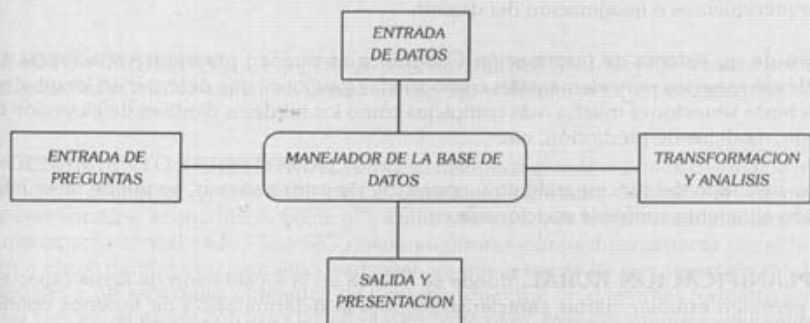 ENTRADA
DE DATOS
ENTRADA DE
PREGUNTAS
MANEJADOR DE LA BASE DE
DATOS
TRANSFORMACION
Y ANALISIS
SALIDA Y
PRESENTACION